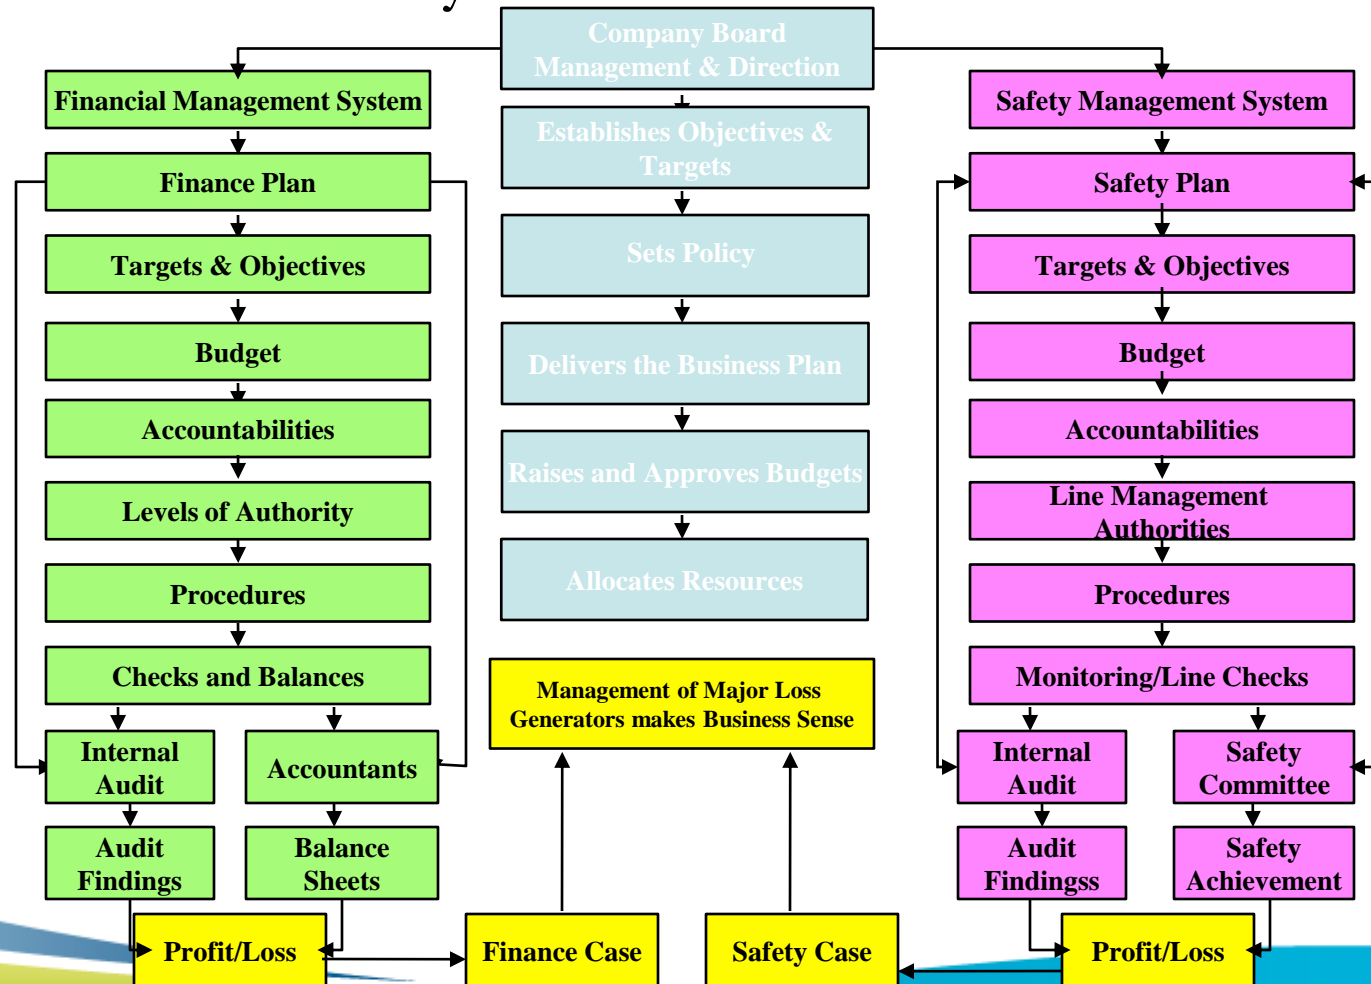 y
Company Board
Management & Direction
Financial Management System
Finance Plan
Targets & Objectives
Budget
Accountabilities
Levels of Authority
Procedures
Checks and Balances
Internal
Audit
Accountants
Audit
Findings
Balance
Sheets
Profit/Loss
Establishes Objectives &
Targets
Sets Policy
Delivers the Business Plan
Raises and Approves Budgets
Allocates Resources
Management of Major Loss
Generators makes Business Sense
Finance Case
Safety Case
Safety Management System
Safety Plan
Targets & Objectives
Budget
Accountabilities
Line Management
Authorities
Procedures
Monitoring/Line Checks
Internal
Audit
Safety
Committee
Audit
Findingss
Safety
Achievement
Profit/Loss